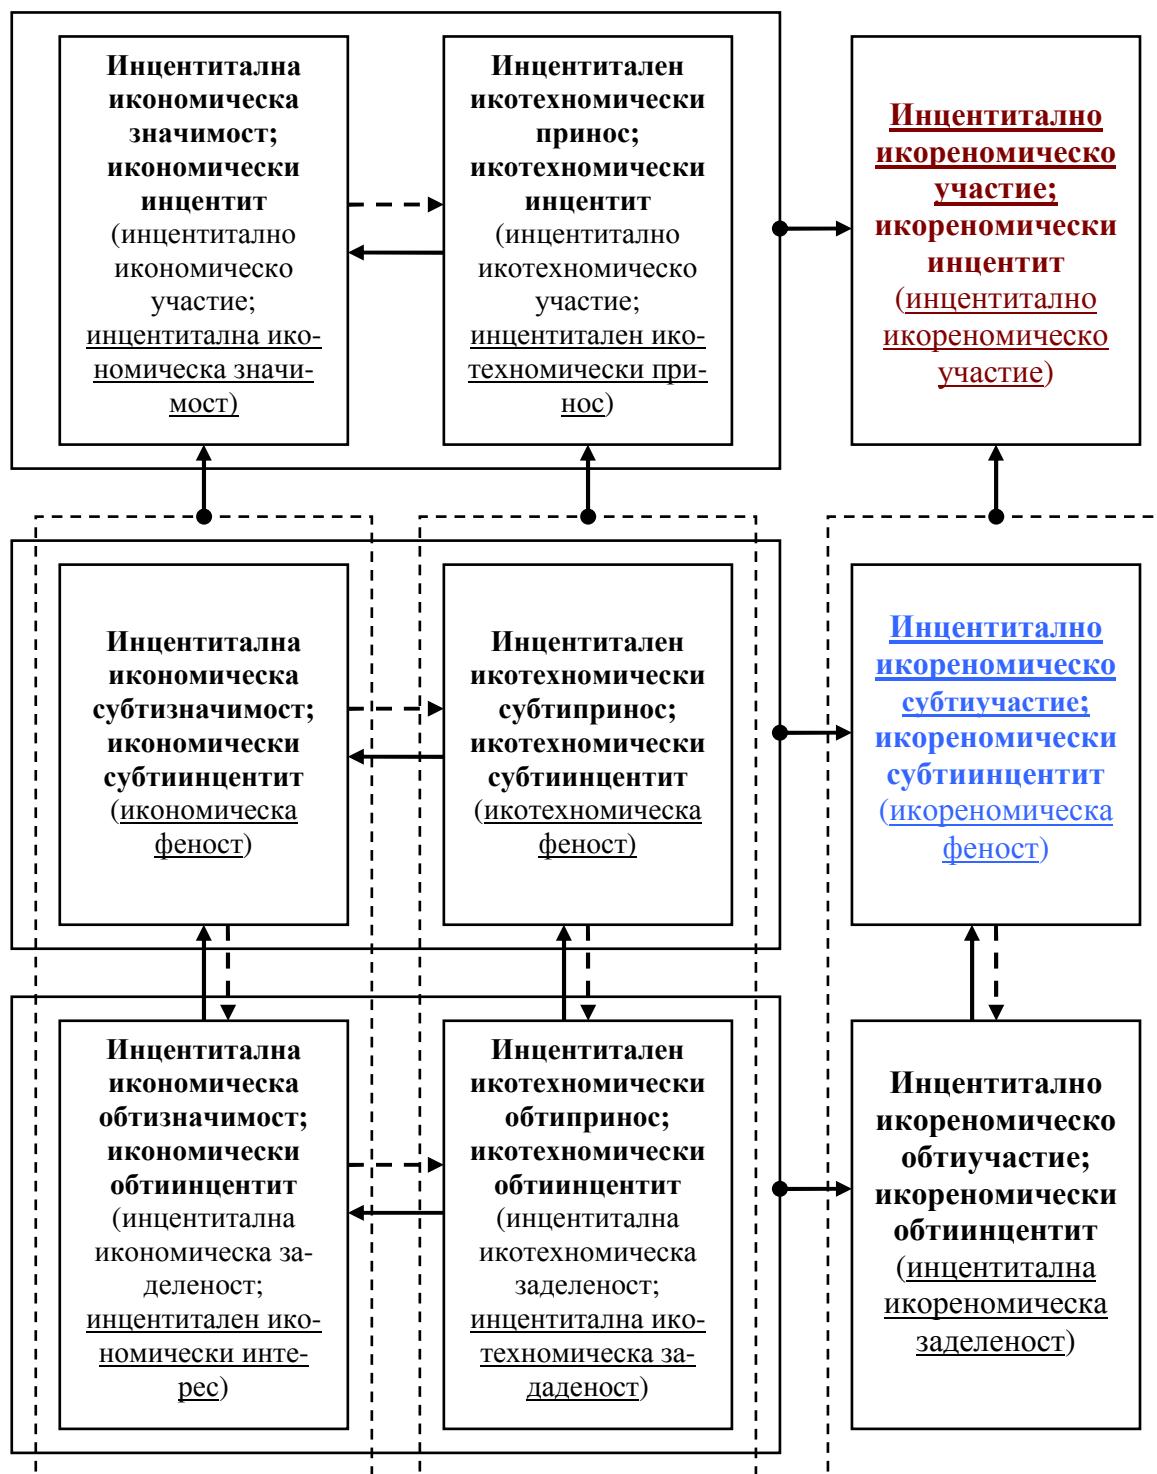 Инцентитална
икономическа
значимост;
икономически
инцентит
(инцентитално
икономическо
участие;
инцентитална ико-
номическа значи-
мост)
Инцентитален
икотехномически
принос;
икотехномически
инцентит
(инцентитално
икотехномическо
участие;
инцентитален ико-
техномически при-
нос)
Инцентитално
икореномическо
участие;
икореномически
инцентит
(инцентитално
икореномическо
участие)
Инцентитална
икономическа
субтизначимост;
икономически
субтиинцентит
(икономическа
феност)
Инцентитален
икотехномически
субтипринос;
икотехномически
субтиинцентит
(икотехномическа
феност)
Инцентитално
икореномическо
субтиучастие;
икореномически
субтиинцентит
(икореномическа
феност)
Инцентитална
икономическа
обтизначимост;
икономически
обтиинцентит
(инцентитална
икономическа за-
деленост;
инцентитален ико-
номически инте-
рес)
Инцентитален
икотехномически
обтипринос;
икотехномически
обтиинцентит
(инцентитална
икотехномическа
заделеност;
инцентитална ико-
техномическа за-
даденост)
Инцентитално
икореномическо
обтиучастие;
икореномически
обтиинцентит
(инцентитална
икореномическа
заделеност)